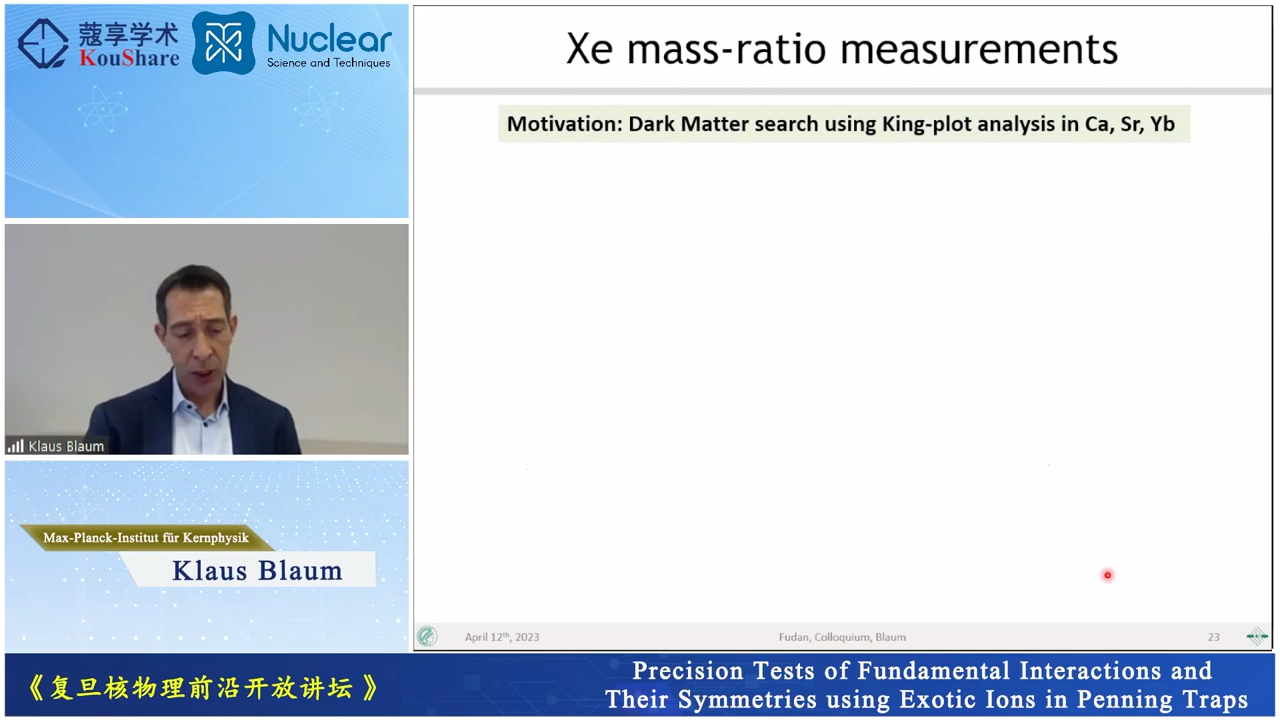 蔻享学术
KouShare
Nuclear
Science and Techniques
Klaus Blaum
Max-Planck-Institut für Kernphysik
Klaus Blaum
Xe mass-ratio measurements
Motivation: Dark Matter search using King-plot analysis in Ca, Sr, Yb
April 12th, 2023
Fudan, Colloquium, Blaum
23
《复旦核物理前沿开放讲坛》
Precision Tests of Fundamental Interactions and
Their Symmetries using Exotic Ions in Penning Traps